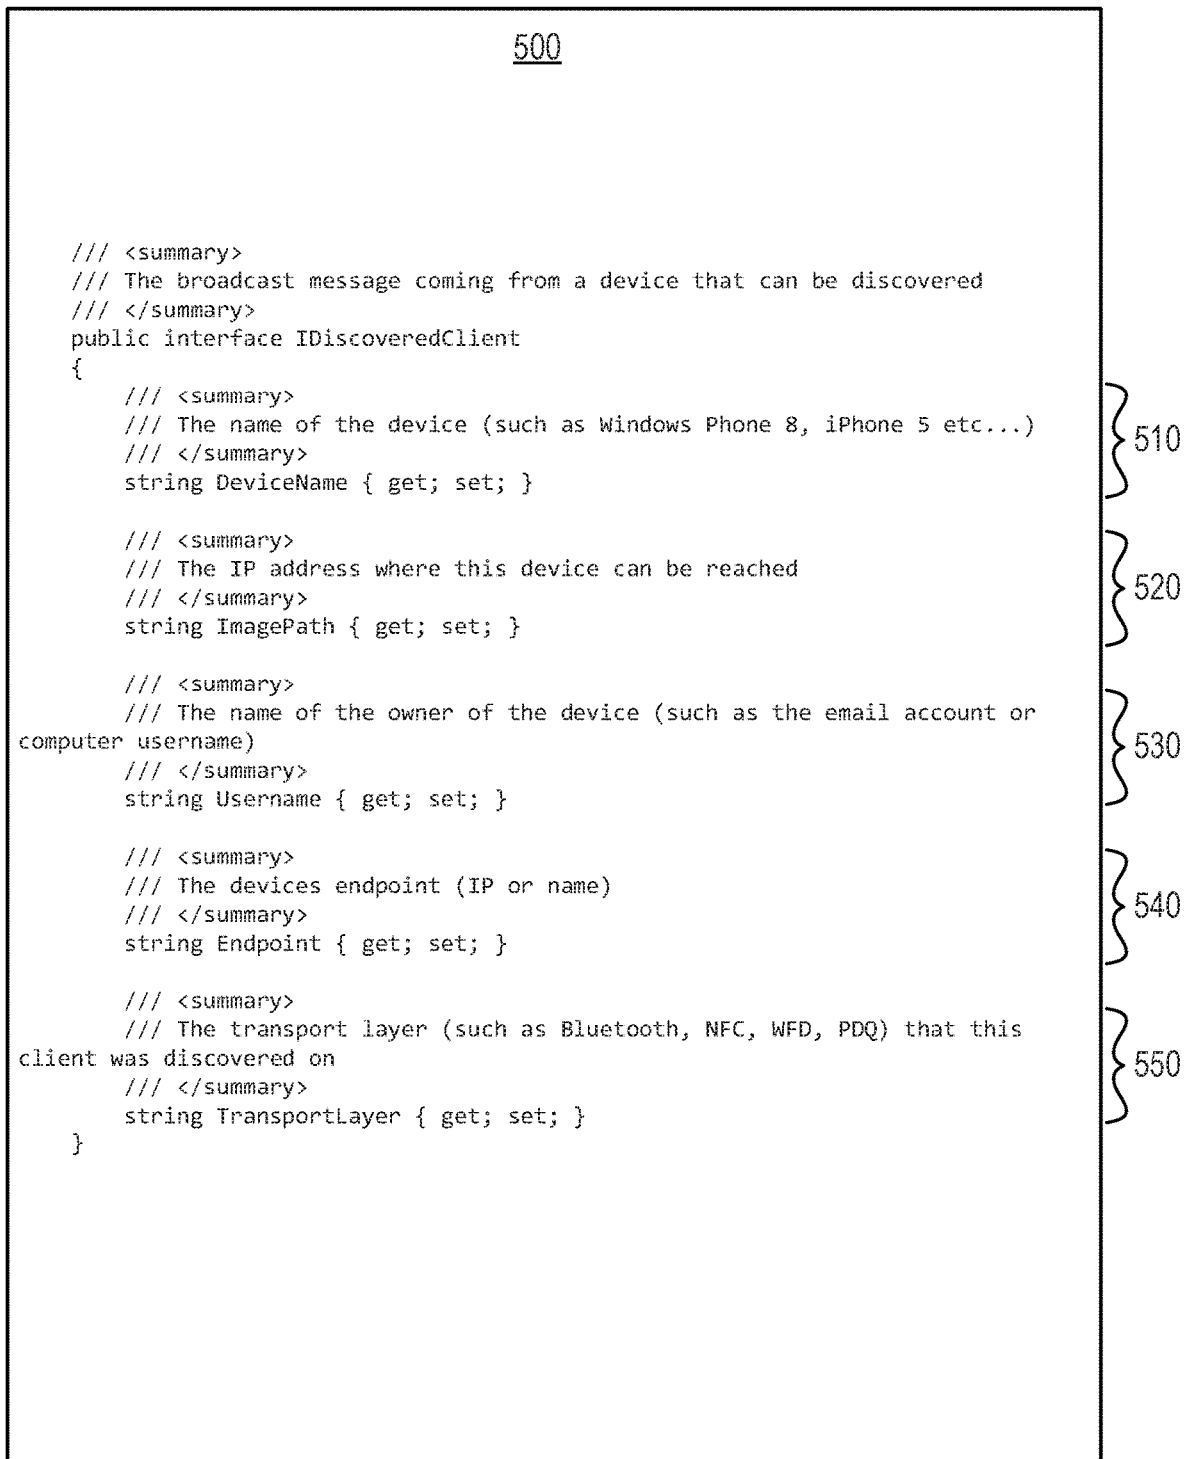 500
/// <summary>
/// The broadcast message coming from a device that can be discovered
/// </summary>
public interface IDiscoveredClient
{
/// <summary>
/// The name of the device (such as Windows Phone 8, iPhone 5 etc...)
/// </summary>
string DeviceName { get; set; }
510
/// <summary>
/// The IP address where this device can be reached
/// </summary>
string ImagePath { get; set; }
520
/// <summary>
/// The name of the owner of the device (such as the email account or
computer username)
/// </summary>
string Username { get; set; }
530
/// <summary>
/// The devices endpoint (IP or name)
/// </summary>
string Endpoint { get; set; }
540
/// <summary>
/// The transport layer (such as Bluetooth, NFC, WFD, PDQ) that this
client was discovered on
/// </summary>
string TransportLayer { get; set; }
550
}